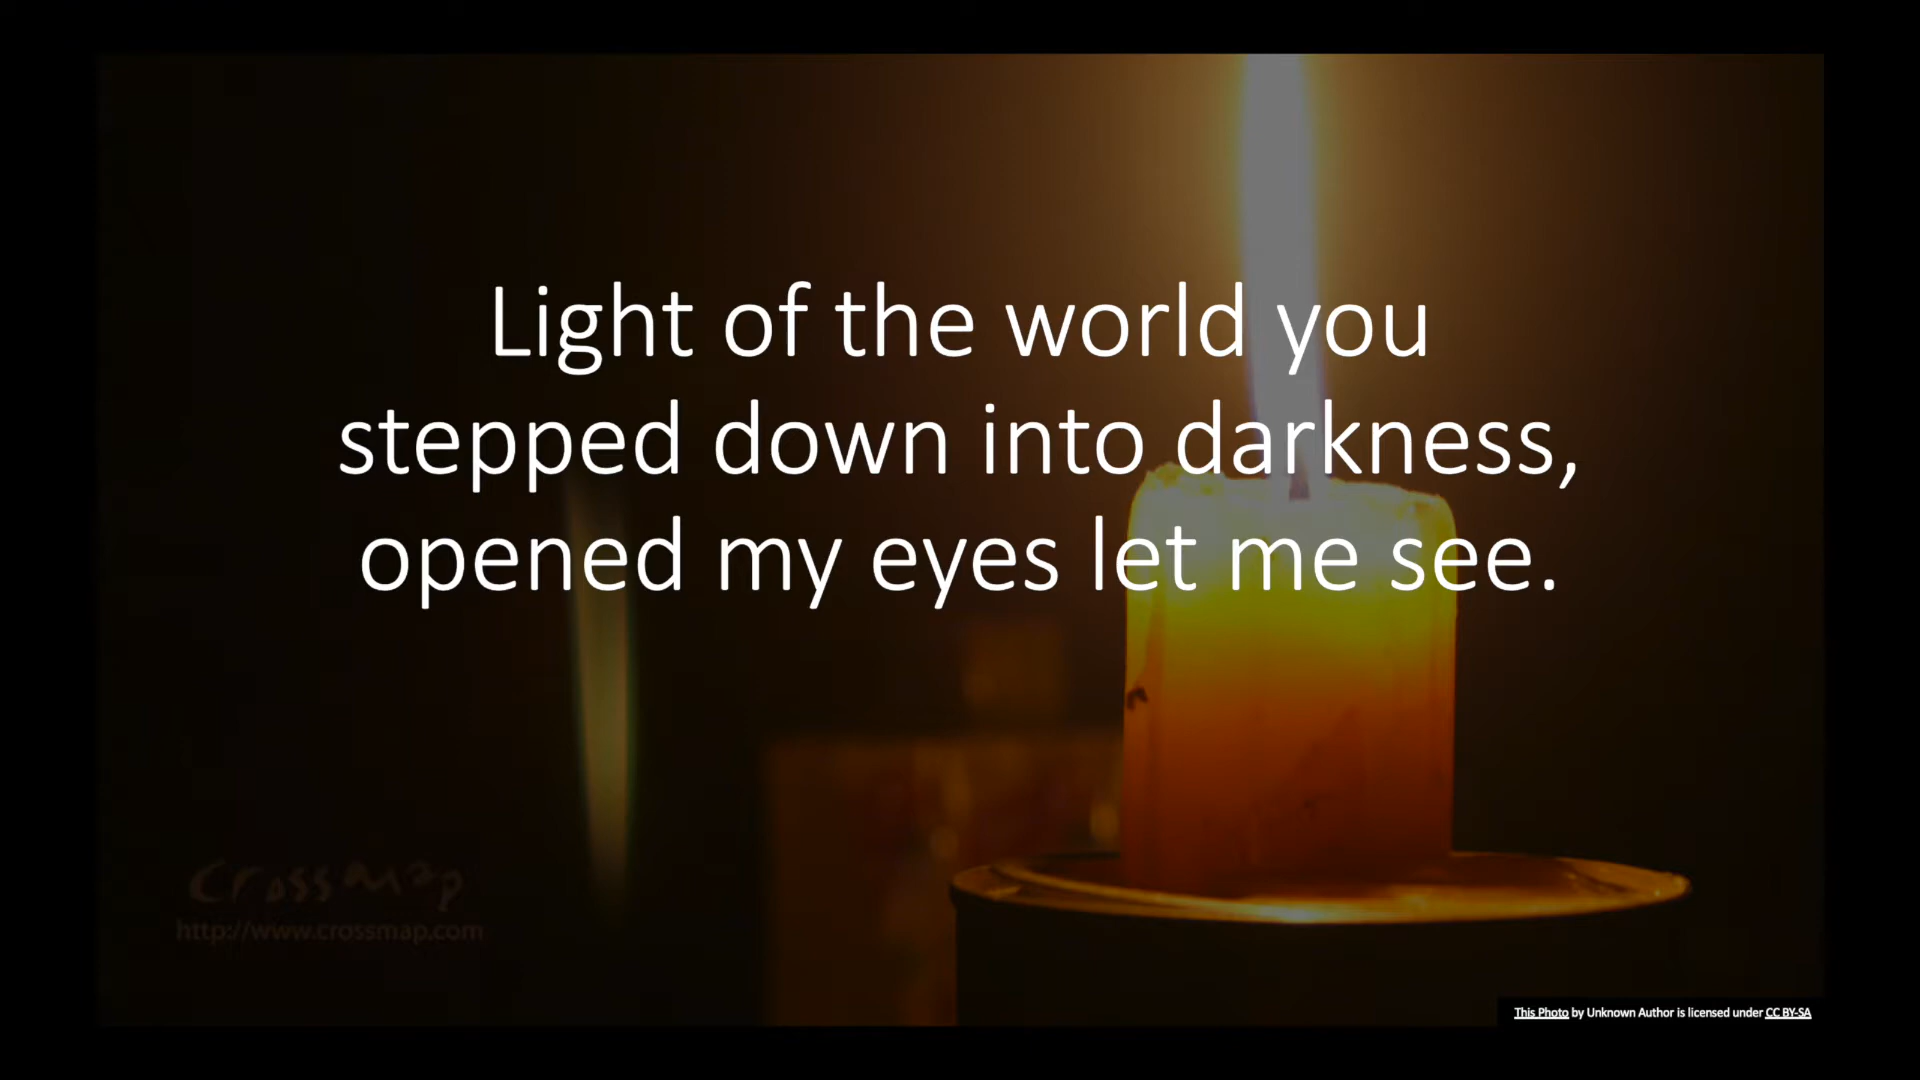 Light of the world you
stepped down into darkness,
opened my eyes let me see.
crossmap
http://www.crossmap.com
This Photo by Unknown Author is licensed under CC BY-SA